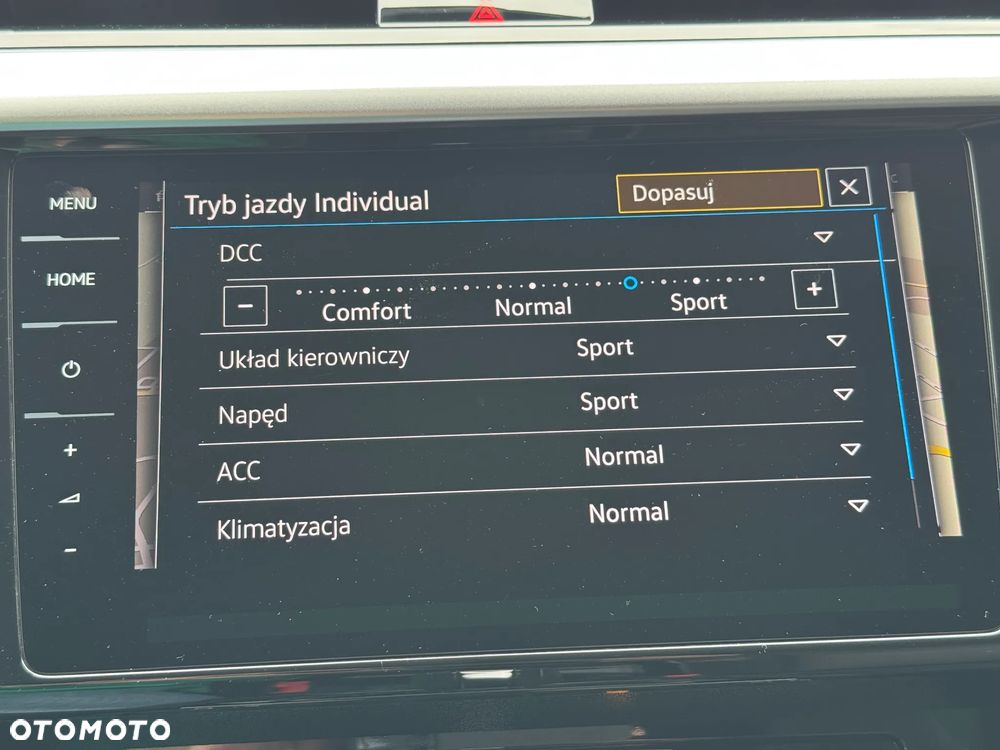 MENU
HOME
Tryb jazdy Individual
Dopasuj
DCC
Comfort Normal Sport
Układ kierowniczy Sport
Napęd Sport
ACC Normal
Klimatyzacja Normal
OTOMOTO